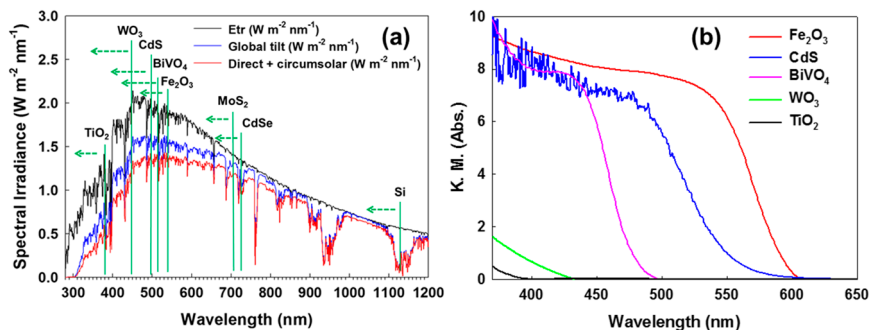 (a)
Etr (W m⁻² nm⁻¹)
Global tilt (W m⁻² nm⁻¹)
Direct + circumsolar (W m⁻² nm⁻¹)
WO₃
CdS
BiVO₄
Fe₂O₃
TiO₂
MoS₂
CdSe
Si
Spectral Irradiance (W m⁻² nm⁻¹)
3.0
2.5
2.0
1.5
1.0
0.5
0.0
300 400 500 600 700 800 900 1000 1100 1200
Wavelength (nm)
(b)
Fe₂O₃
CdS
BiVO₄
WO₃
TiO₂
K. M. (Abs.)
10
8
6
4
2
0
400 450 500 550 600 650
Wavelength (nm)